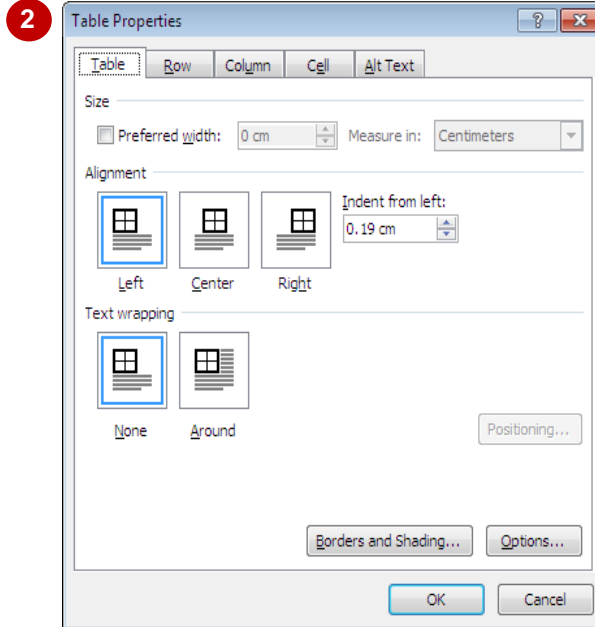 2
Table Properties
Table Row Column Cell Alt Text
Size
Preferred width: 0 cm Measure in: Centimeters
Alignment
Indent from left:
0.19 cm
Left Center Right
Text wrapping
None Around
Positioning...
Borders and Shading... Options...
OK Cancel